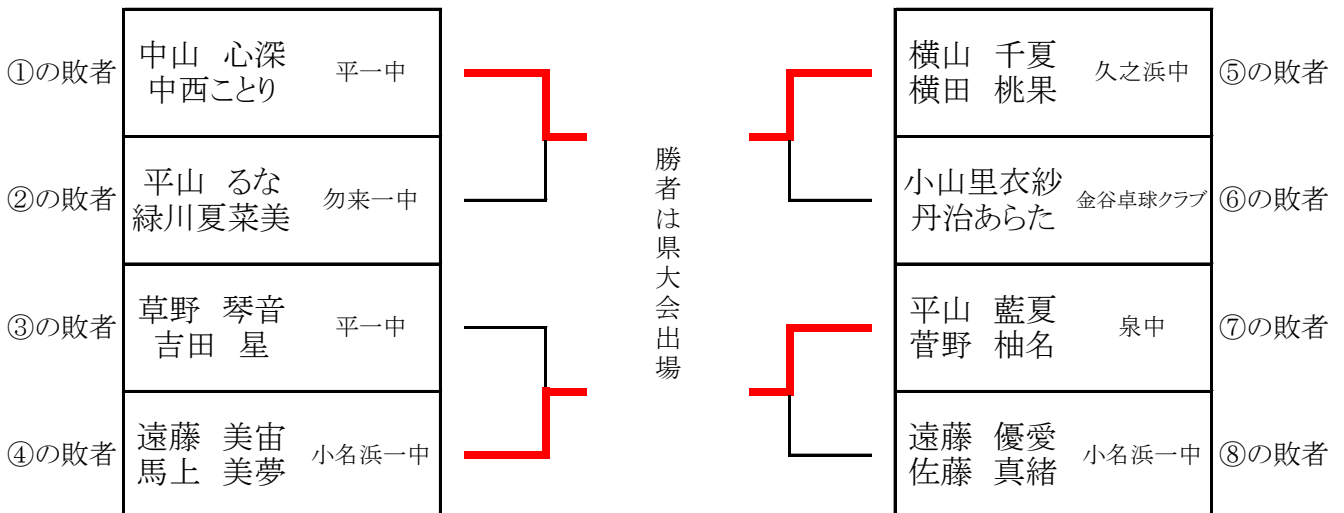 ①の敗者
中山 心深
中西ことり
平一中
②の敗者
平山 るな
緑川夏菜美
勿来一中
③の敗者
草野 琴音
吉田 星
平一中
④の敗者
遠藤 美宙
馬上 美夢
小名浜一中
勝者は県大会出場
横山 千夏
横田 桃果
久之浜中
⑤の敗者
小山里衣紗
丹治あらた
金谷卓球クラブ
⑥の敗者
平山 藍夏
菅野 柚名
泉中
⑦の敗者
遠藤 優愛
佐藤 真緒
小名浜一中
⑧の敗者